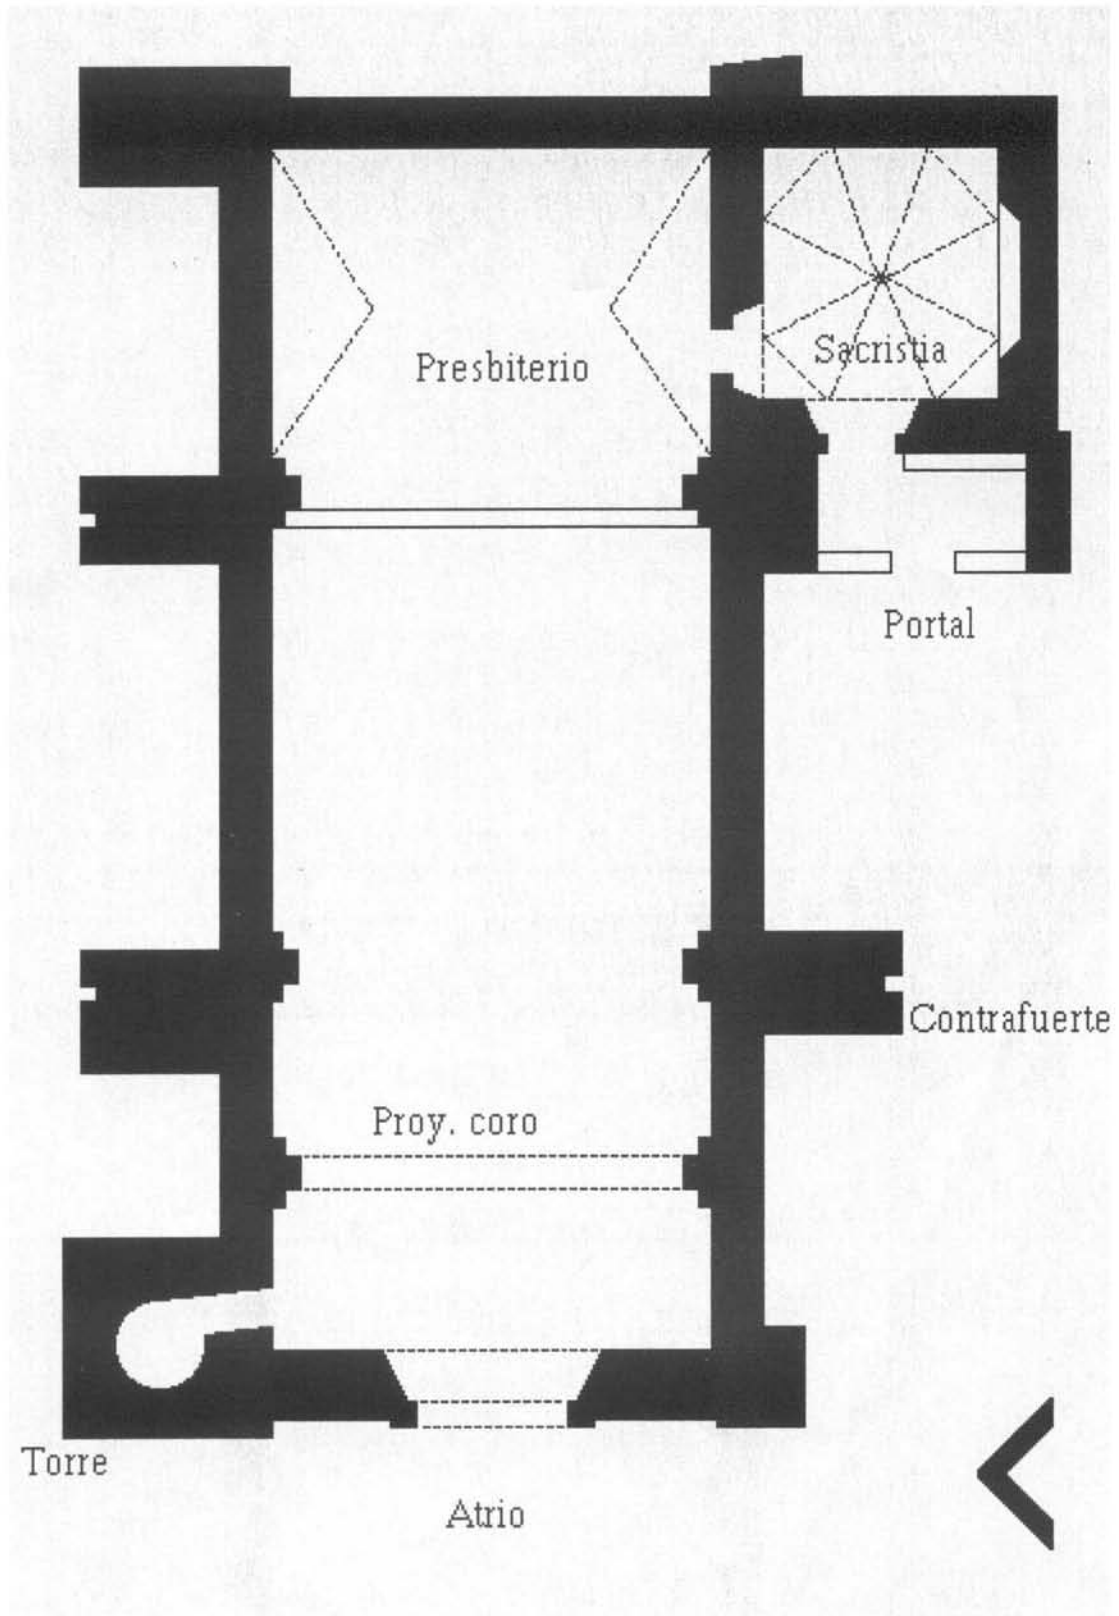 Presbiterio
Sacristia
Portal
Contrafuerte
Proy. coro
Torre
Atrio